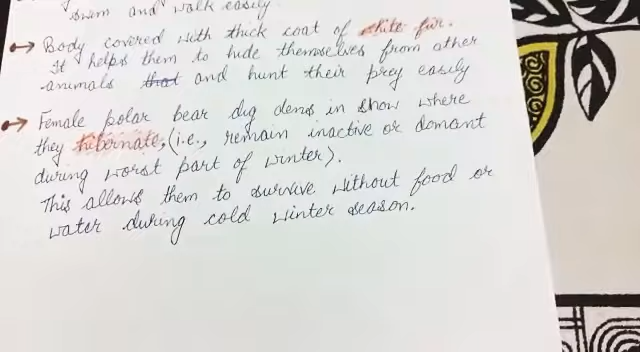 swim and walk easily.
→ Body covered with thick coat of white fur.
It helps them to hide themselves from other
animals that and hunt their prey easily
→ Female polar bear dig dens in snow where
they hibernate, (i.e., remain inactive or domant
during worst part of winter).
This allows them to survive without food or
water during cold winter season.